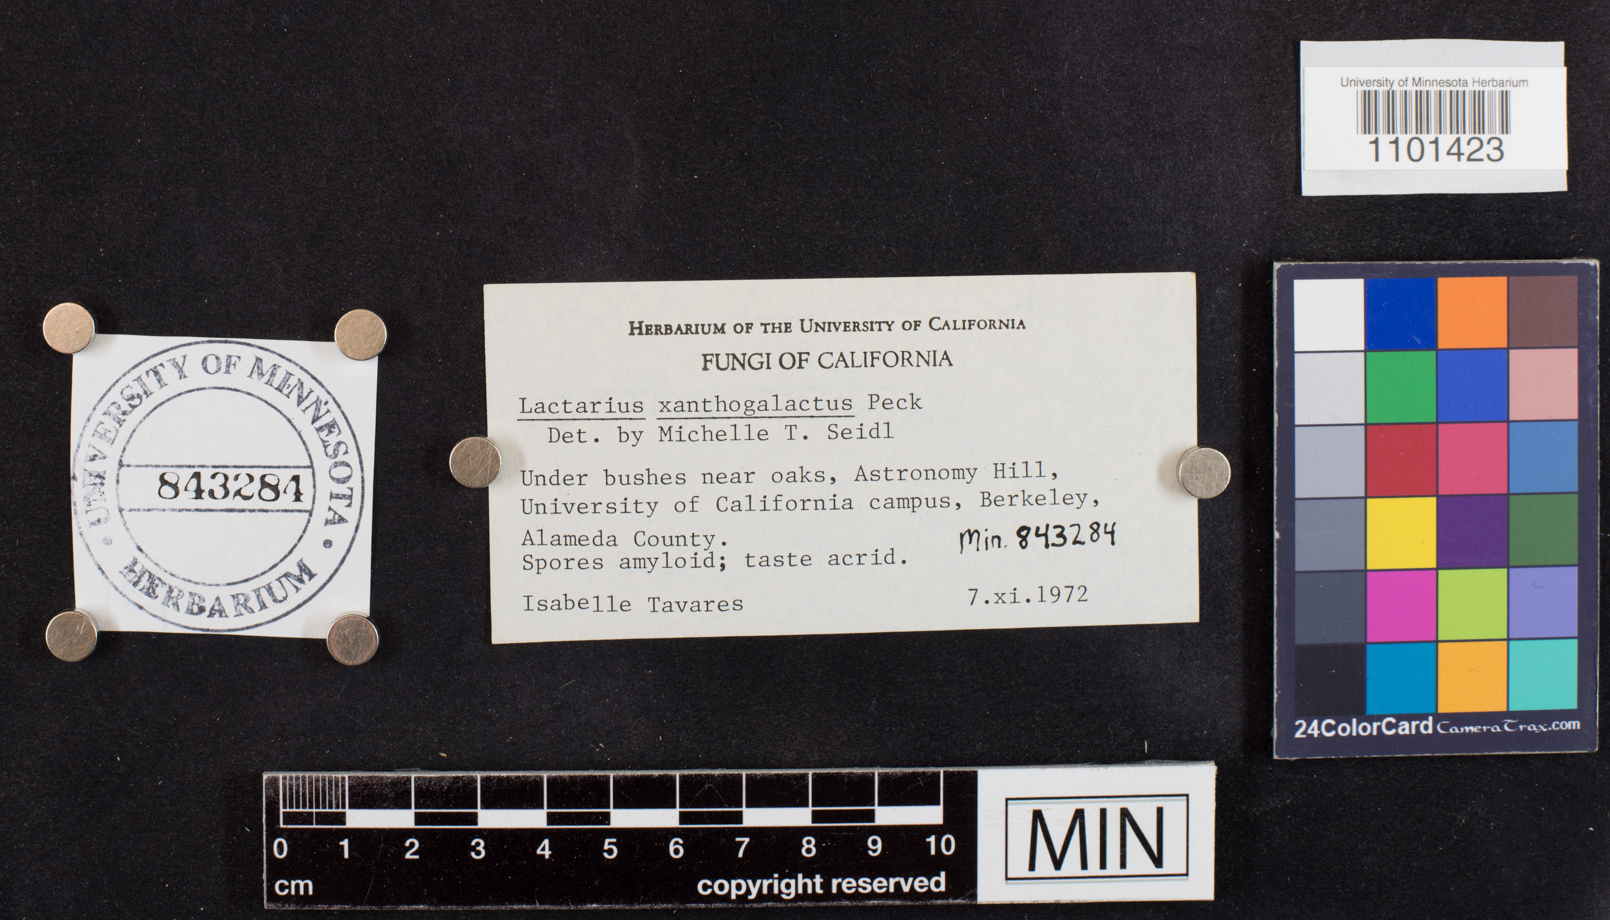 University of Minnesota Herbarium
1101423
UNIVERSITY OF MINNESOTA
843284
HERBARIUM
HERBARIUM OF THE UNIVERSITY OF CALIFORNIA
FUNGI OF CALIFORNIA
Lactarius xanthogalactus Peck
Det. by Michelle T. Seidl
Under bushes near oaks, Astronomy Hill,
University of California campus, Berkeley,
Alameda County.
Min. 843284
Spores amyloid; taste acrid.
Isabelle Tavares
7.xi.1972
24ColorCard CameraTrax.com
0 1 2 3 4 5 6 7 8 9 10
cm
copyright reserved
MIN